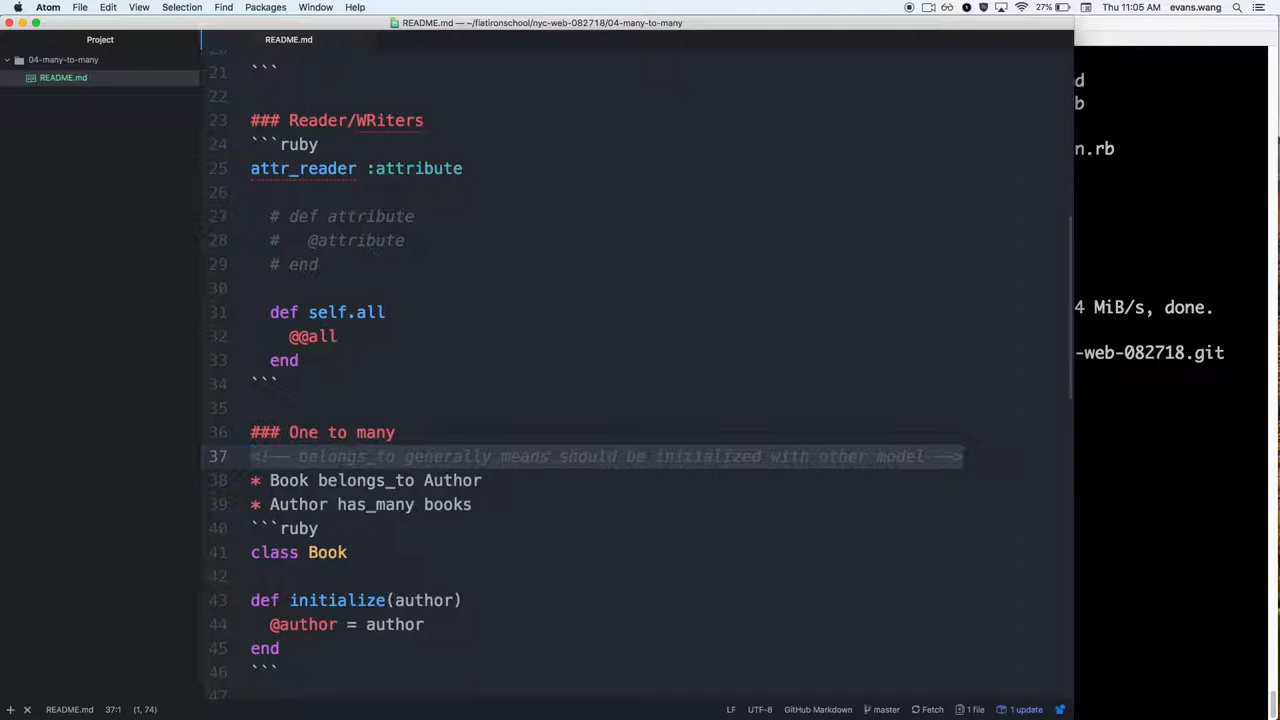 Atom File Edit View Selection Find Packages Window Help 27% Thu 11:05 AM evans.wang
README.md — ~/flatironschool/nyc-web-082718/04-many-to-many
Project README.md
04-many-to-many
README.md
21 ```
22
23 ### Reader/WRiters
24 ```ruby
25 attr_reader :attribute
26
27 # def attribute
28 #   @attribute
29 # end
30
31 def self.all
32 @@all
33 end
34 ```
35
36 ### One to many
37 <!-- belongs_to generally means should be initialized with other model -->
38 * Book belongs_to Author
39 * Author has_many books
40 ```ruby
41 class Book
42
43 def initialize(author)
44 @author = author
45 end
46 ```
47
d
b
n.rb
4 MiB/s, done.
-web-082718.git
README.md 37:1 (1, 74) LF UTF-8 GitHub Markdown master Fetch 1 file 1 update